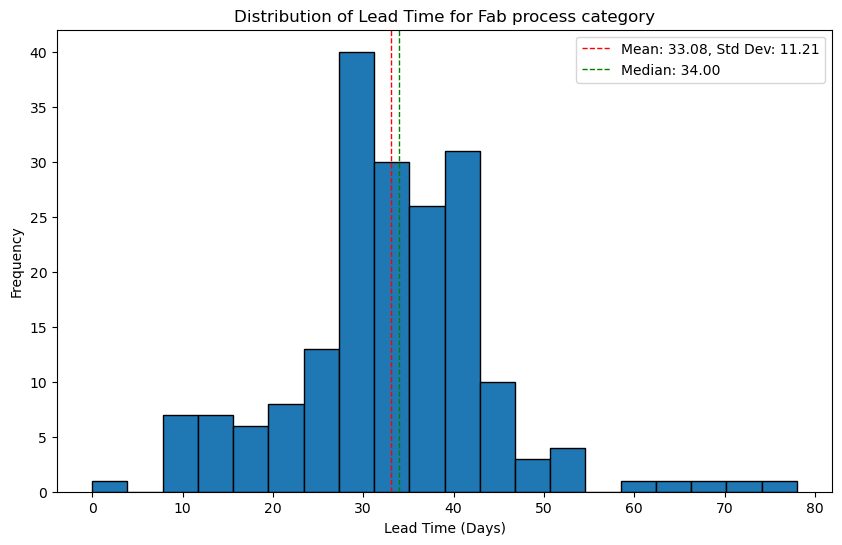 Distribution of Lead Time for Fab process category
Mean: 33.08, Std Dev: 11.21
Median: 34.00
Frequency
40
35
30
25
20
15
10
5
0
0 10 20 30 40 50 60 70 80
Lead Time (Days)